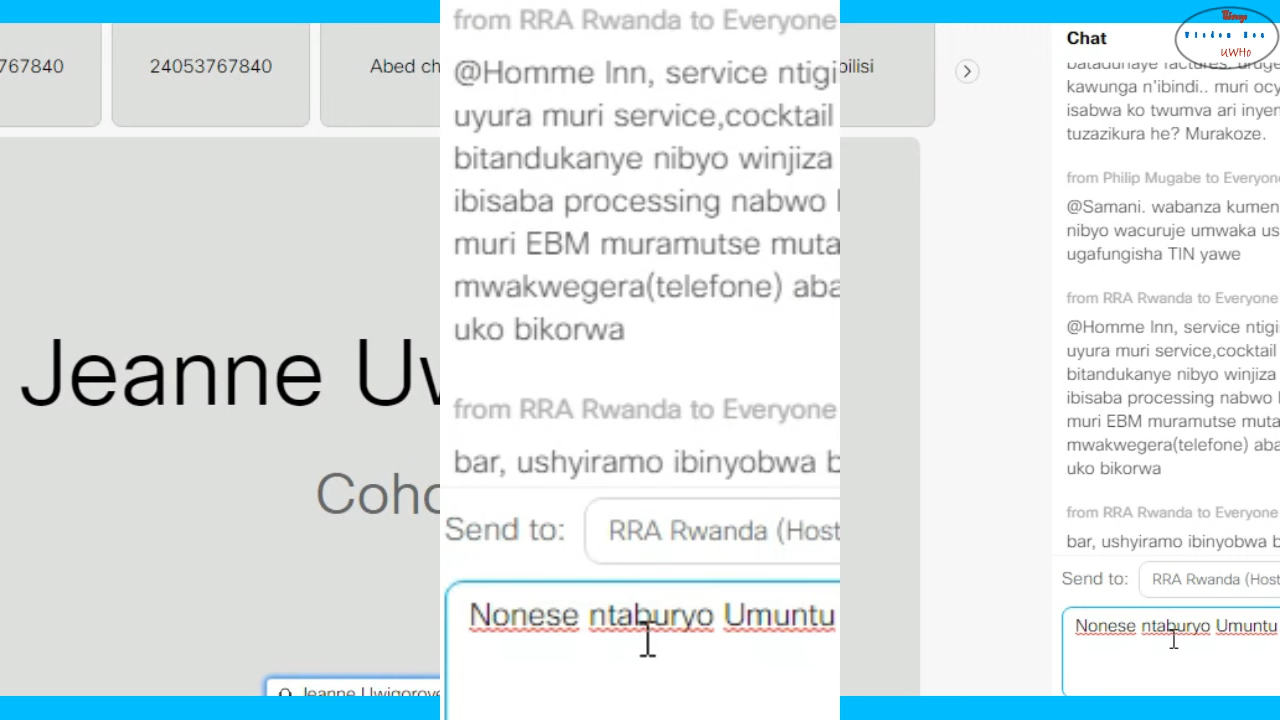 767840
24053767840
Abed ch
bilisi
Jeanne Uw
Coho
Jeanne Uwigoroye
from RRA Rwanda to Everyone
@Homme Inn, service ntigi
uyura muri service,cocktail
bitandukanye nibyo winjiza
ibisaba processing nabwo
muri EBM muramutse muta
mwakwegera(telefone) aba
uko bikorwa
from RRA Rwanda to Everyone
bar, ushyiramo ibinyobwa b
Send to: RRA Rwanda (Host
Nonese ntaburyo Umuntu
UWHo
Chat
kawunga n'ibindi.. muri ocy
isabwa ko twumva ari inyem
tuzazikura he? Murakoze.
from Philip Mugabe to Everyone
@Samani. wabanza kumen
nibyo wacuruje umwaka us
ugafungisha TIN yawe
from RRA Rwanda to Everyone
@Homme Inn, service ntigi
uyura muri service,cocktail
bitandukanye nibyo winjiza
ibisaba processing nabwo
muri EBM muramutse muta
mwakwegera(telefone) aba
uko bikorwa
from RRA Rwanda to Everyone
bar, ushyiramo ibinyobwa b
Send to: RRA Rwanda (Host
Nonese ntaburyo Umuntu